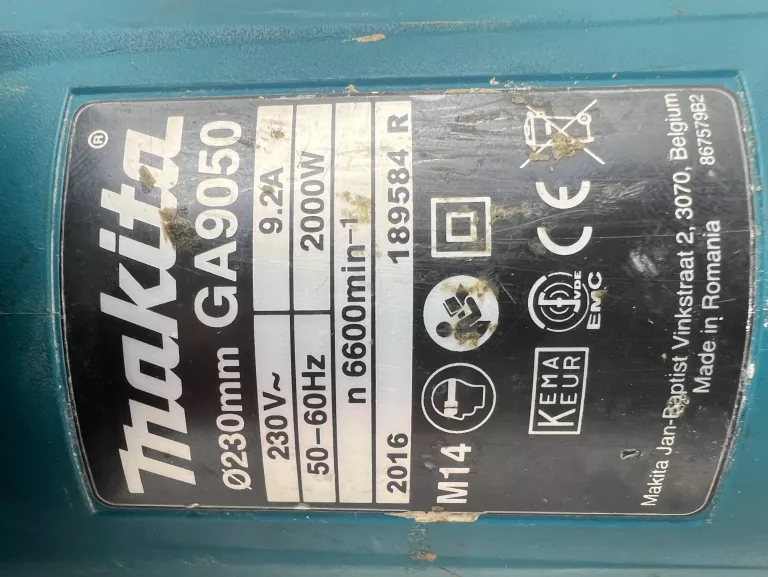 makita®
Ø230mm GA9050
230V~ 9.2A
50-60Hz 2000W
n 6600min-1
2016 189584 R
M14
KEMA KEUR
VDE
EMC
CE
Makita Jan-Baptist Vinkstraat 2, 3070, Belgium
Made in Romania 867579B2